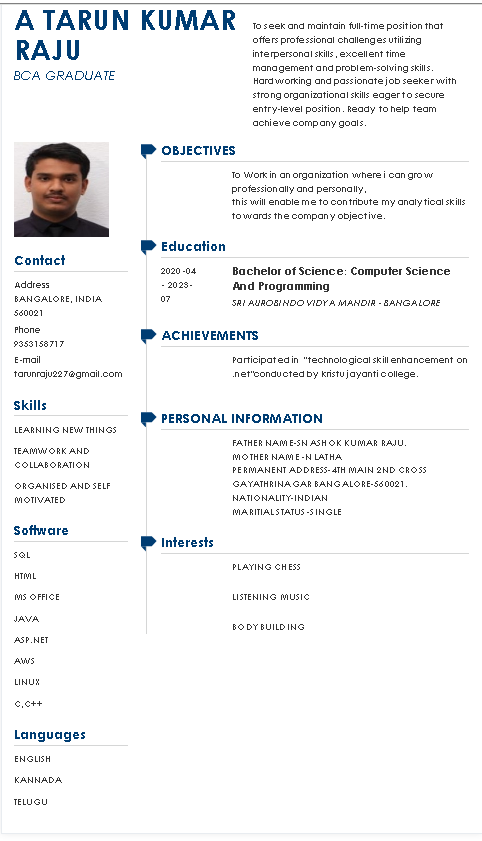 A TARUN KUMAR
RAJU
BCA GRADUATE
To seek and maintain full-time position that
offers professional challenges utilizing
interpersonal skills, excellent time
management and problem-solving skills.
Hardworking and passionate job seeker with
strong organizational skills eager to secure
entry-level position. Ready to help team
achieve company goals.
Contact
Address
BANGALORE, INDIA
560021
Phone
9353158717
E-mail
tarunraju227@gmail.com
Skills
LEARNING NEW THINGS
TEAMWORK AND
COLLABORATION
ORGANISED AND SELF
MOTIVATED
Software
SQL
HTML
MS OFFICE
JAVA
ASP.NET
AWS
LINUX
C,C++
Languages
ENGLISH
KANNADA
TELUGU
OBJECTIVES
To Work in an organization where i can grow
professionally and personally,
this will enable me to contribute my analytical skills
towards the company objective.
Education
2020-04
- 2023-
07
Bachelor of Science: Computer Science
And Programming
SRI AUROBINDO VIDYA MANDIR - BANGALORE
ACHIEVEMENTS
Participated in "technological skill enhancement on
.net"conducted by kristu jayanti college.
PERSONAL INFORMATION
FATHER NAME-SN ASHOK KUMAR RAJU.
MOTHER NAME -N LATHA
PERMANENT ADDRESS-4TH MAIN 2ND CROSS
GAYATHRINAGAR BANGALORE-560021.
NATIONALITY-INDIAN
MARITIAL STATUS -SINGLE
Interests
PLAYING CHESS
LISTENING MUSIC
BODY BUILDING